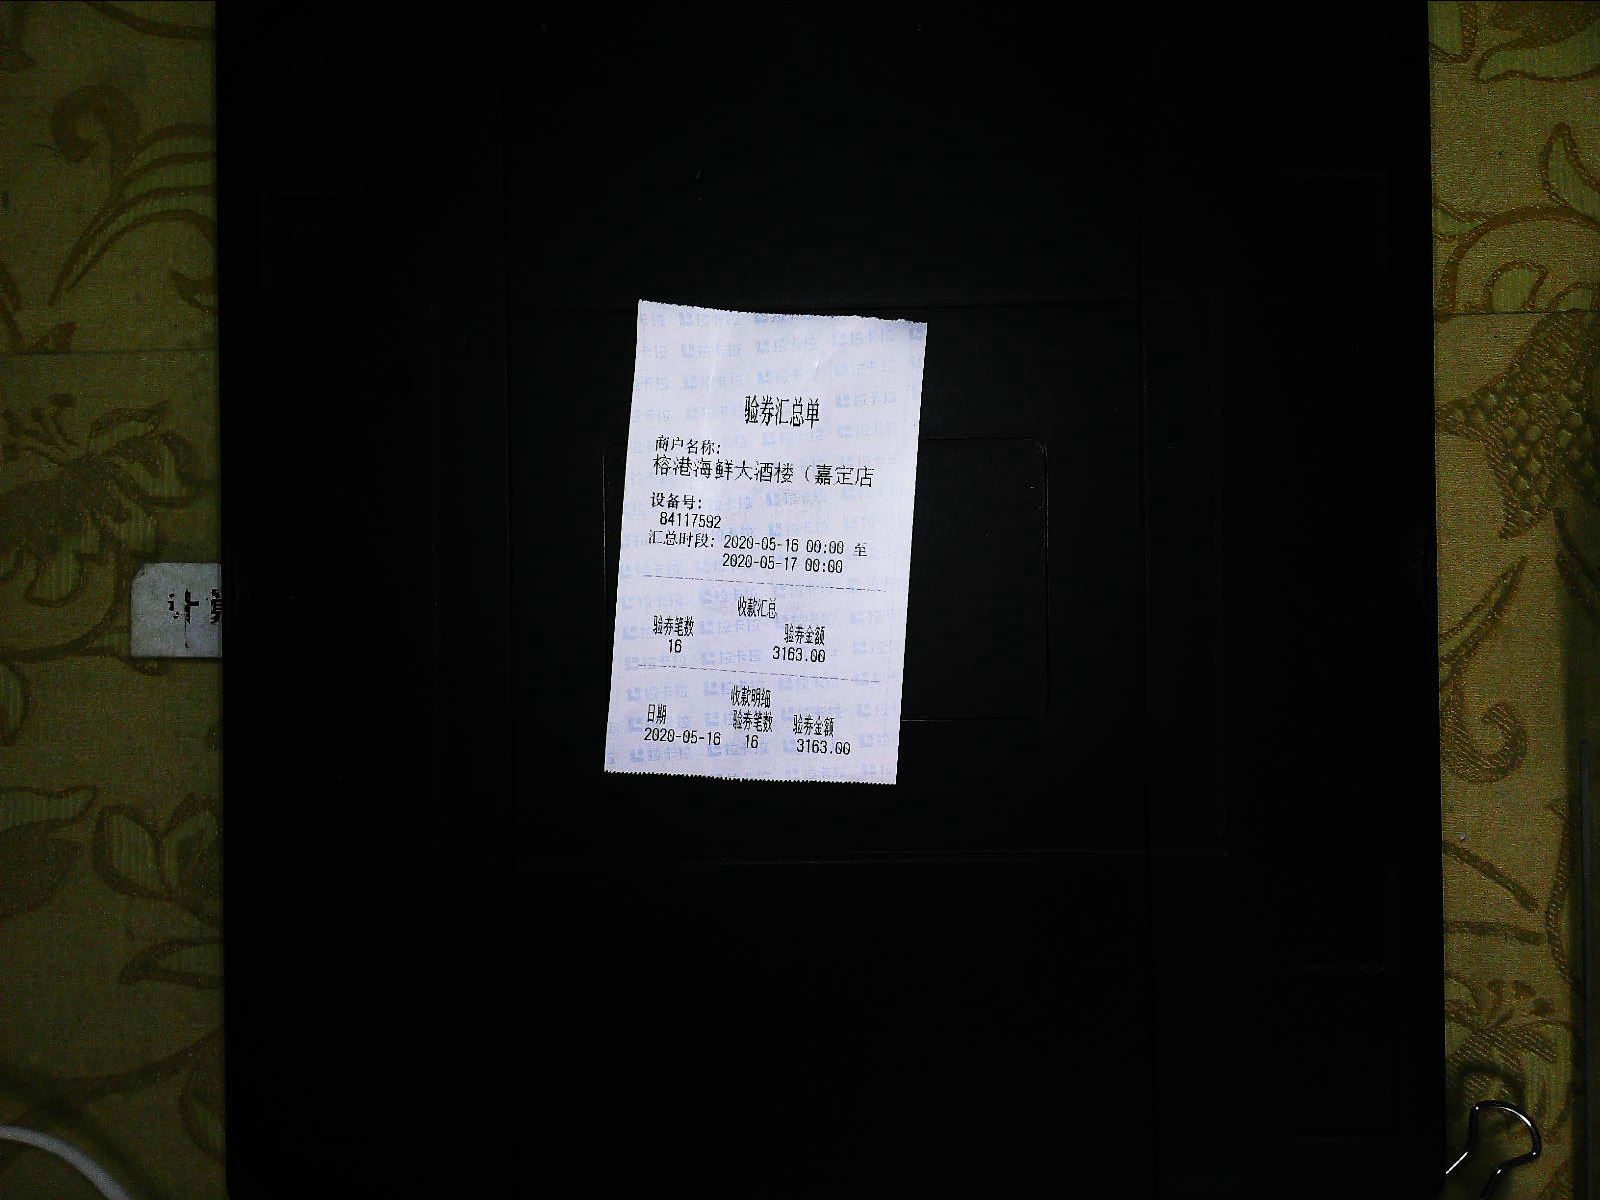 验券汇总单
商户名称:
榕港海鲜大酒楼（嘉定店
设备号:
84117592
汇总时段: 2020-05-16 00:00 至
2020-05-17 00:00
收款汇总
验券笔数 验券金额
16 3163.00
收款明细
日期 验券笔数 验券金额
2020-05-16 16 3163.00